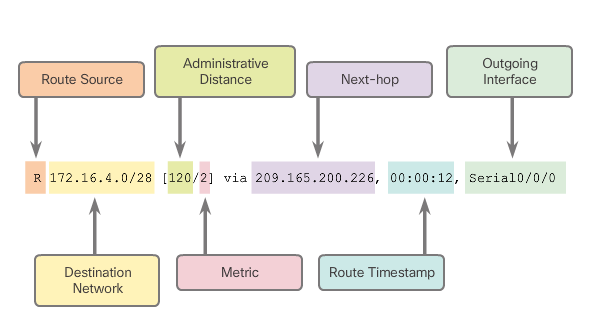 Route Source
Administrative
Distance
Next-hop
Outgoing
Interface
R 172.16.4.0/28 [120/2] via 209.165.200.226, 00:00:12, Serial0/0/0
Destination
Network
Metric
Route Timestamp